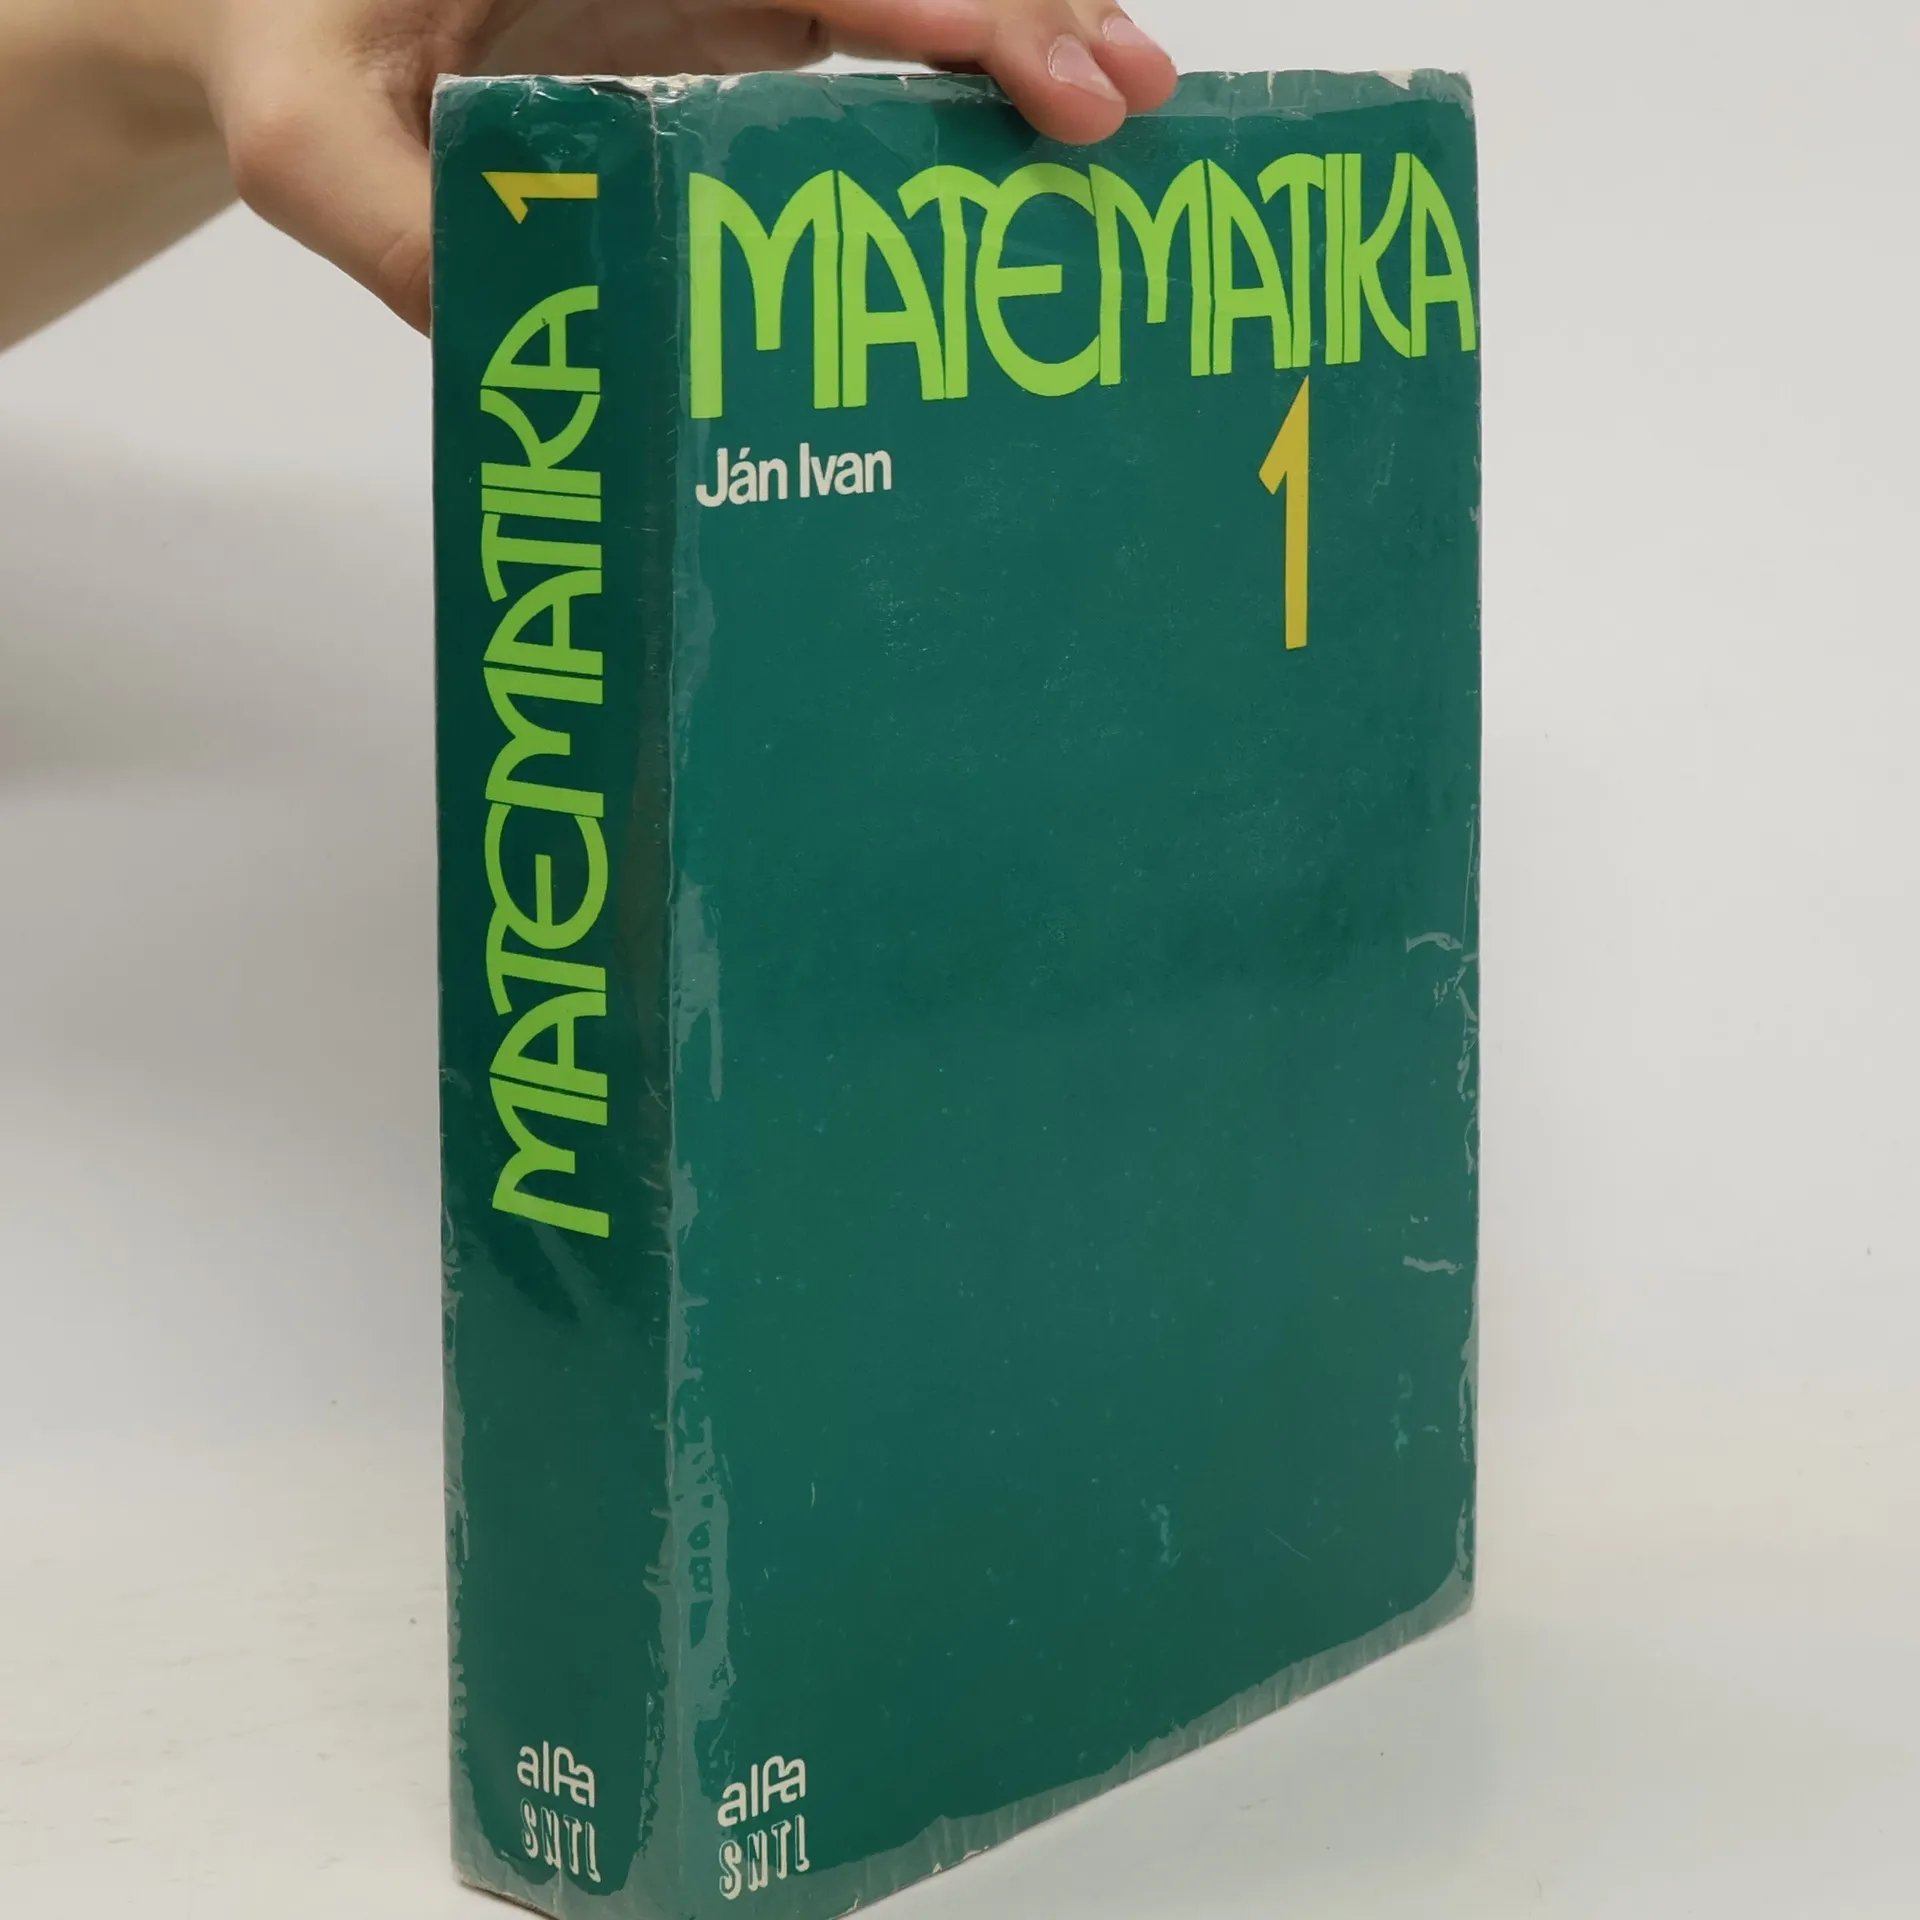 MATEMATIKA 1
alfa
SNTL
MATEMATIKA
1
Ján Ivan
alfa
SNTL